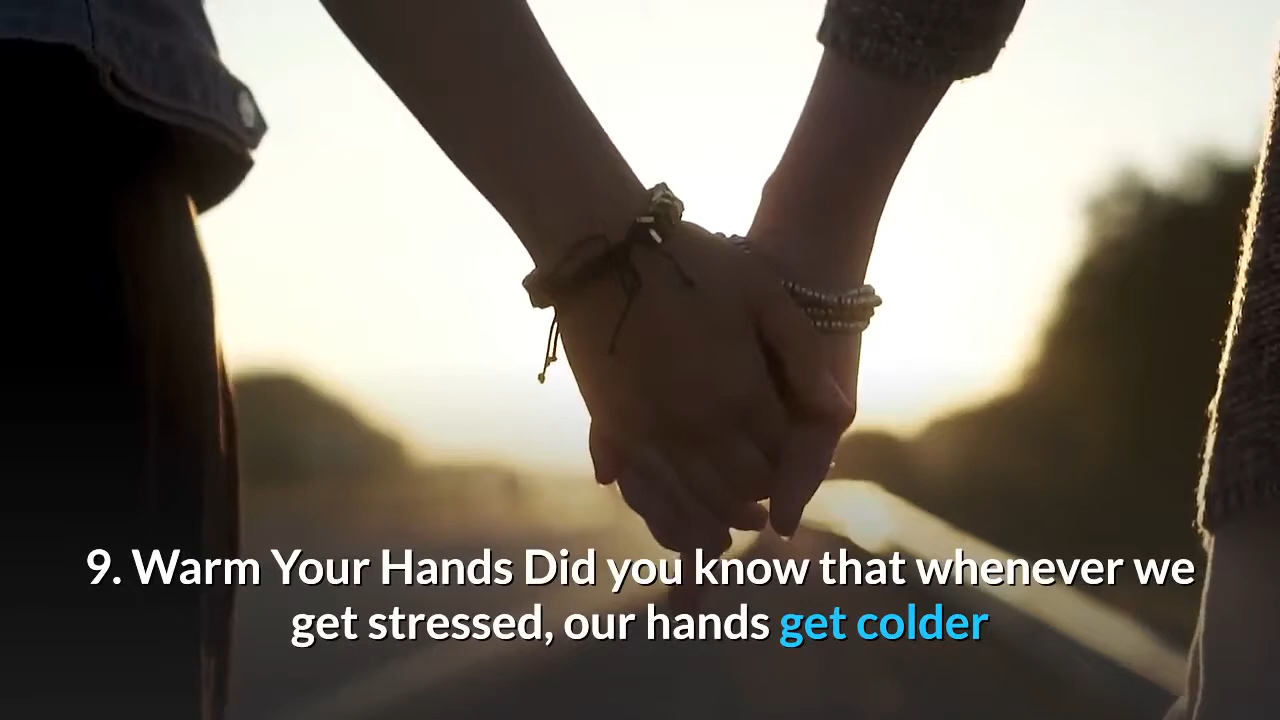 9. Warm Your Hands Did you know that whenever we
get stressed, our hands get colder